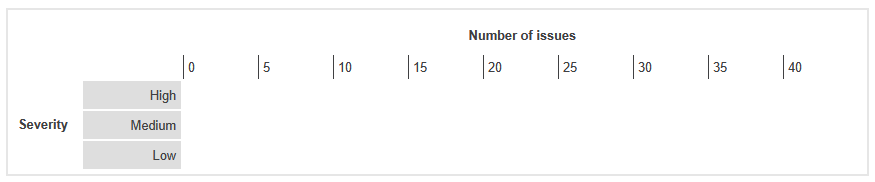 Number of issues
0 5 10 15 20 25 30 35 40
High
Severity Medium
Low